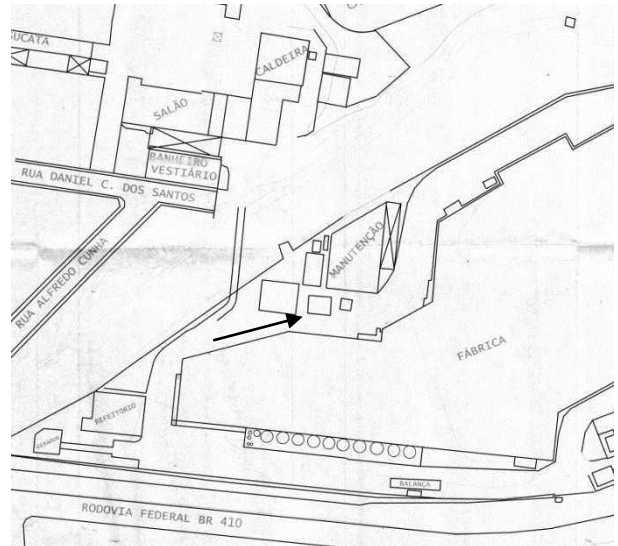 SUCATA
CALDEIRA
SALÃO
BANHEIRO
VESTIÁRIO
RUA DANIEL C. DOS SANTOS
RUA ALFREDO CUNHA
MANUTENÇÃO
FÁBRICA
REFEITÓRIO
GERADOR
BALANÇA
RODOVIA FEDERAL BR 410